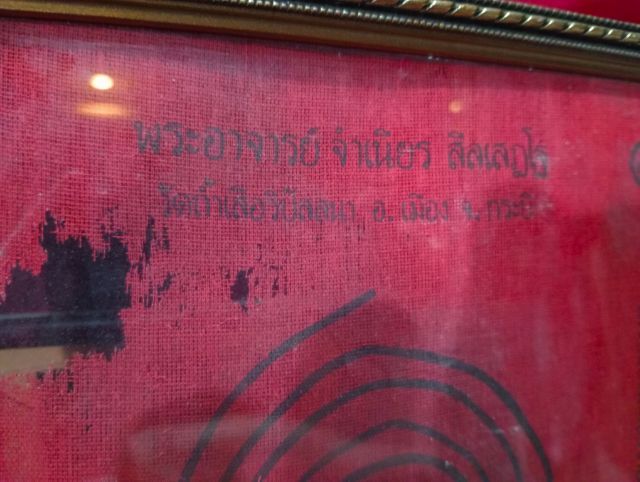 พระอาจารย์ จำเนียร สีลเสฏโฐ
วัดถ้ำเสือวิปัสสนา อ. เมือง จ. กระบี่